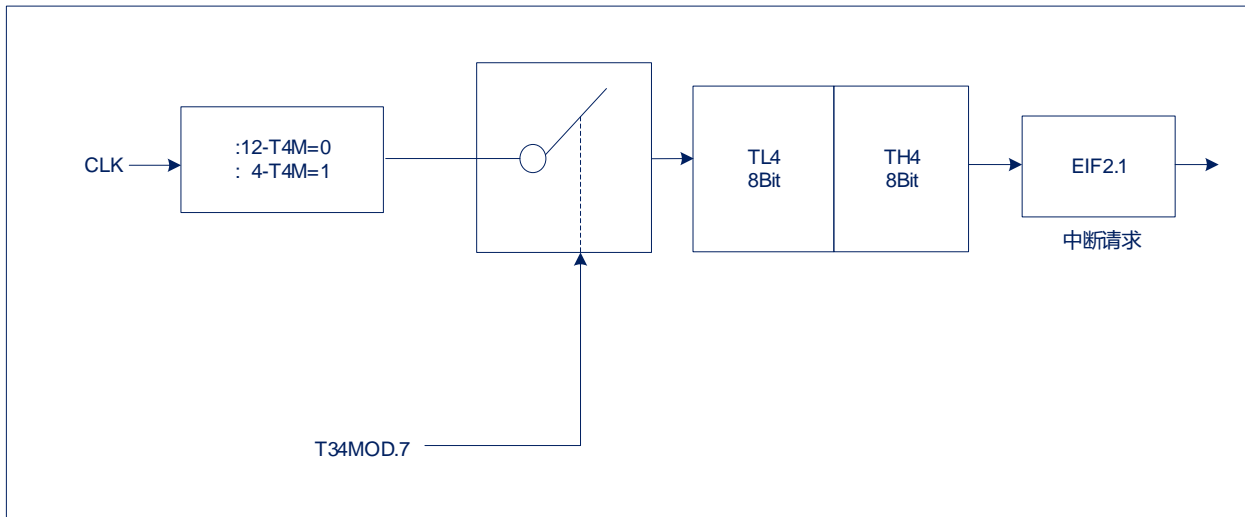 CLK
:12-T4M=0
: 4-T4M=1
TL4
8Bit
TH4
8Bit
EIF2.1
中断请求
T34MOD.7